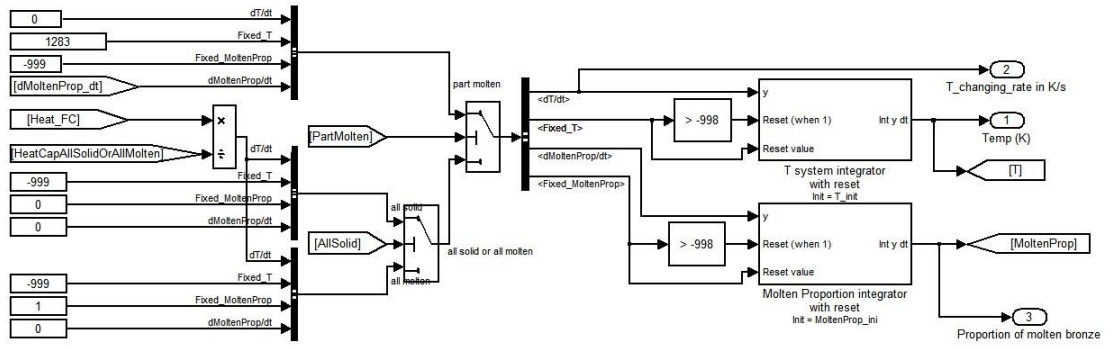 0
dT/dt
1283
Fixed_T
-999
Fixed_MoltenProp
[dMoltenProp_dt]
dMoltenProp/dt
part molten
[Heat_FC]
×
[HeatCapAllSolidOrAllMolten]
÷
dT/dt
-999
Fixed_T
0
Fixed_MoltenProp
0
dMoltenProp/dt
[PartMolten]
all solid
[AllSolid]
all solid or all molten
all molten
dT/dt
-999
Fixed_T
1
Fixed_MoltenProp
0
dMoltenProp/dt
<dT/dt>
<Fixed_T>
<dMoltenProp/dt>
<Fixed_MoltenProp>
> -998
y
Reset (when 1)
Reset value
Int y dt
T system integrator
with reset
Init = T_init
> -998
y
Reset (when 1)
Reset value
Int y dt
Molten Proportion integrator
with reset
Init = MoltenProp_ini
2
T_changing_rate in K/s
1
Temp (K)
[T]
[MoltenProp]
3
Proportion of molten bronze